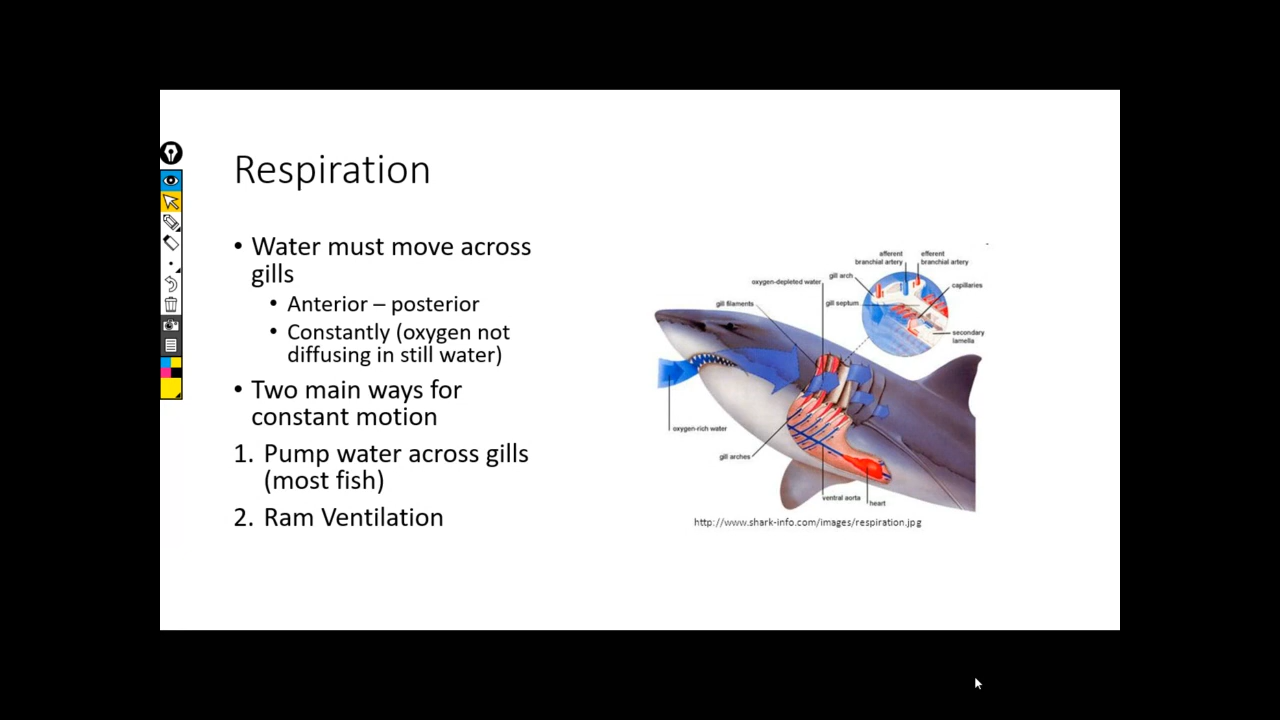 Respiration
• Water must move across
gills
• Anterior – posterior
• Constantly (oxygen not
diffusing in still water)
• Two main ways for
constant motion
1. Pump water across gills
(most fish)
2. Ram Ventilation
afferent
branchial artery
efferent
branchial artery
gill arch
oxygen-depleted water
capillaries
gill filaments
gill septum
secondary
lamella
oxygen-rich water
gill arches
ventral aorta
heart
http://www.shark-info.com/images/respiration.jpg